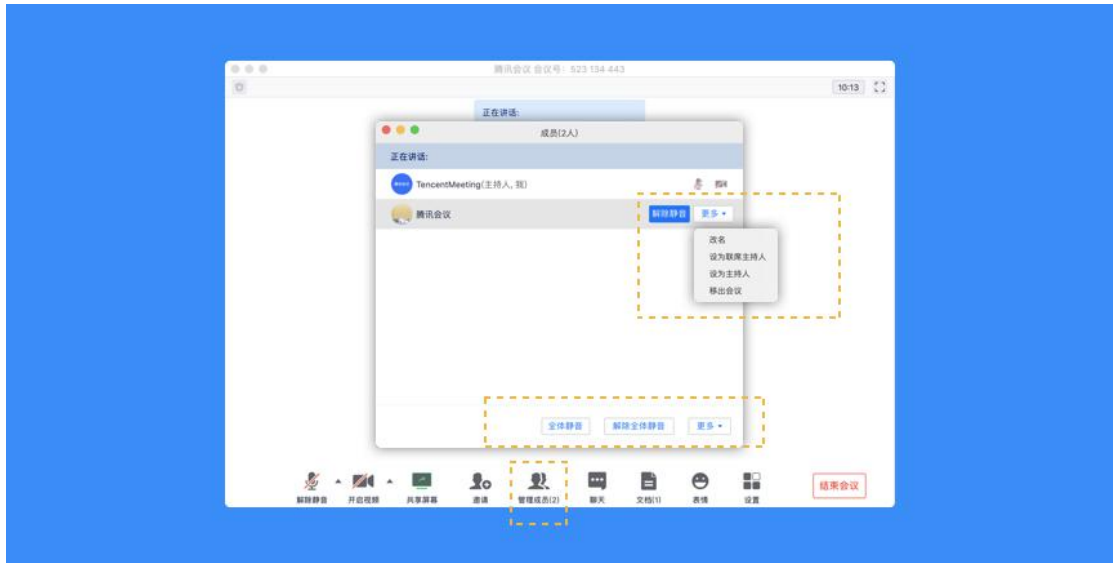 腾讯会议 会议号：523 134 443
10:13
正在讲话:
成员(2人)
正在讲话:
TencentMeeting(主持人, 我)
腾讯会议
解除静音
更多
改名
设为联席主持人
设为主持人
移出会议
全体静音
解除全体静音
更多
解除静音
开启视频
共享屏幕
邀请
管理成员(2)
聊天
文档(1)
表情
设置
结束会议